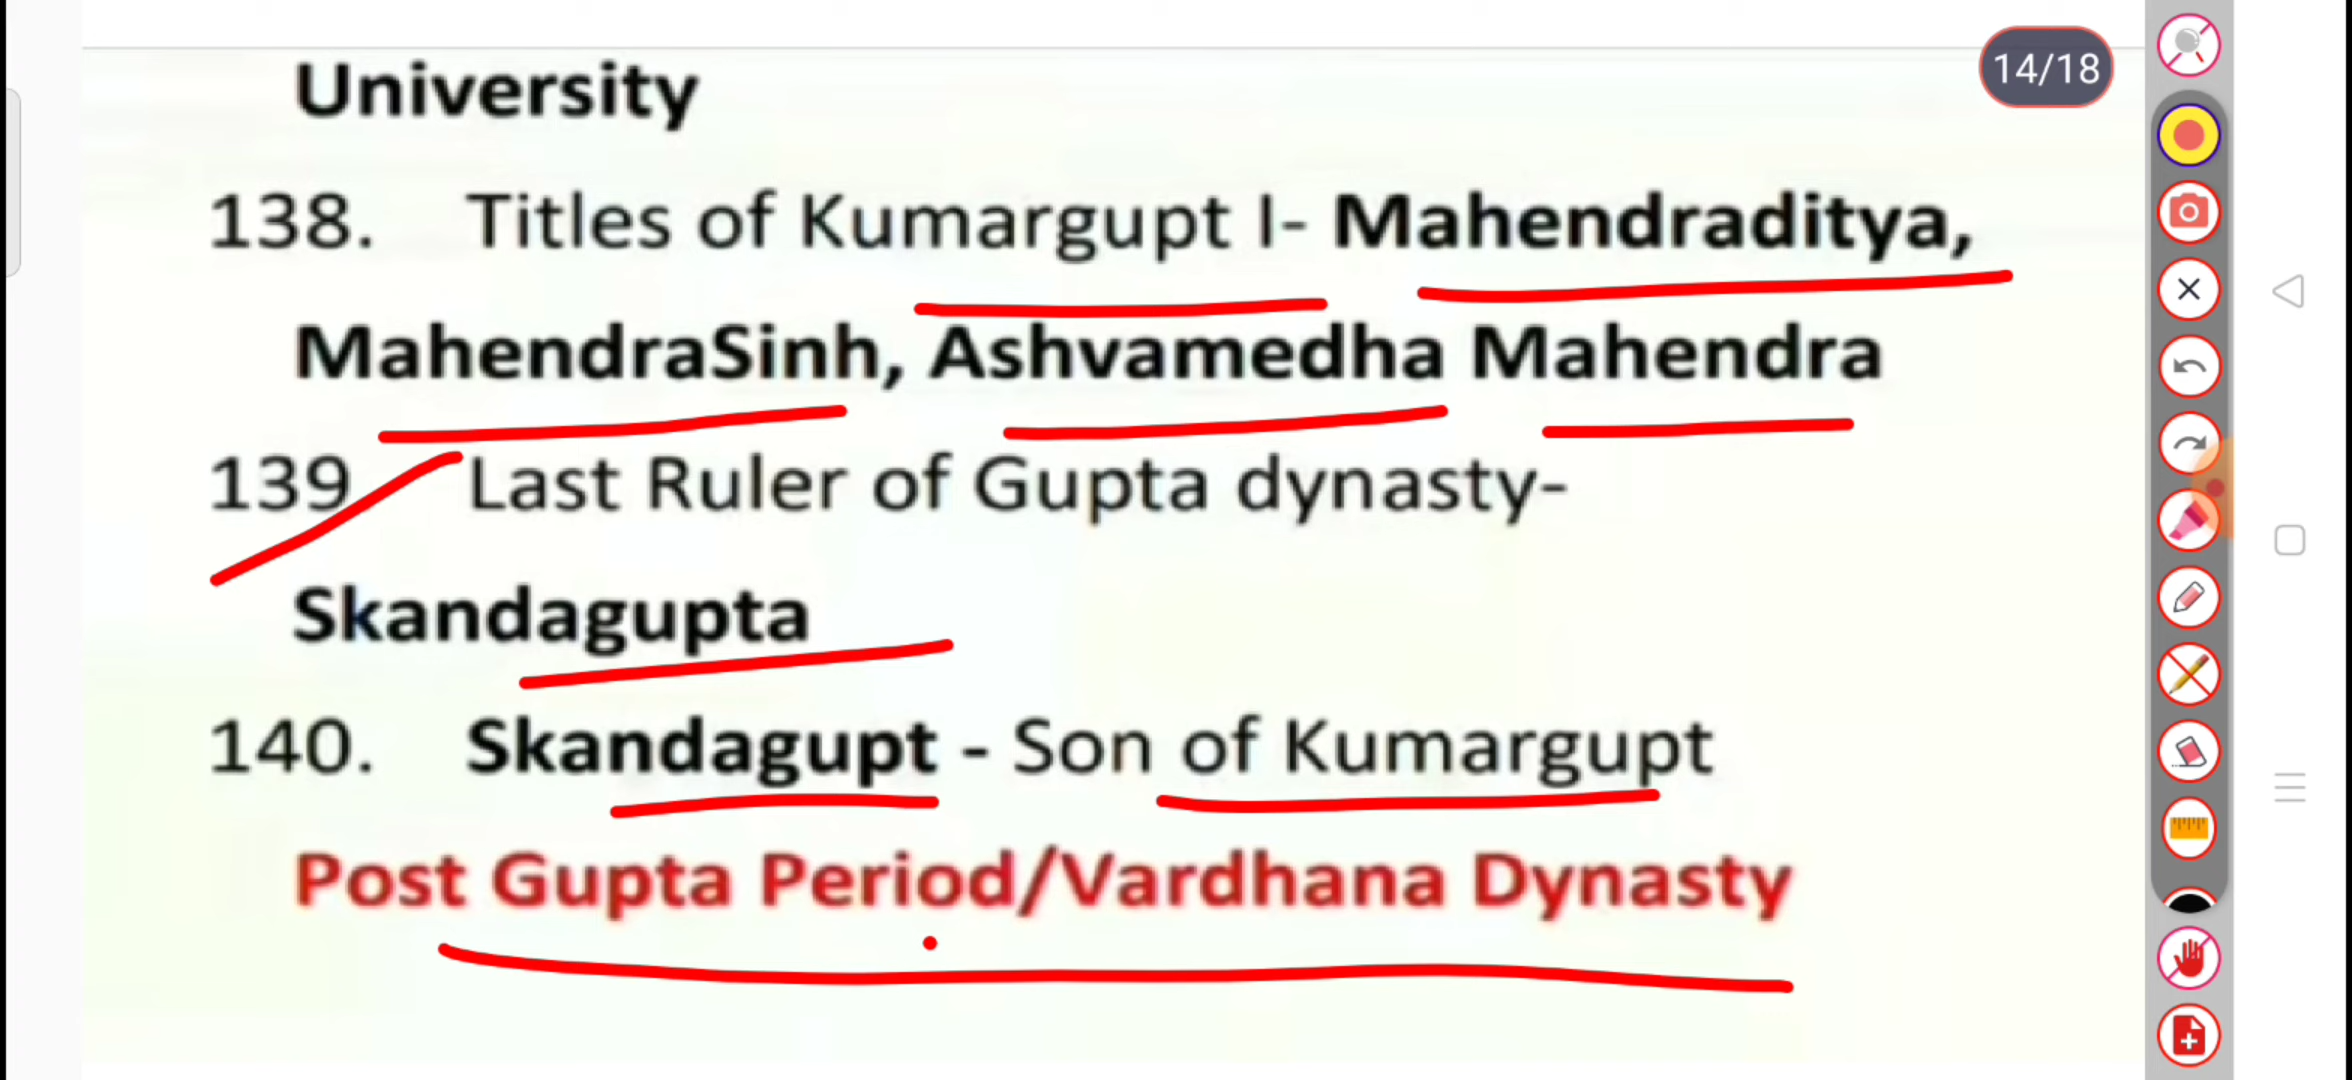 University
14/18
138. Titles of Kumargupt I- Mahendraditya,
MahendraSinh, Ashvamedha Mahendra
139 Last Ruler of Gupta dynasty-
Skandagupta
140. Skandagupt - Son of Kumargupt
Post Gupta Period/Vardhana Dynasty